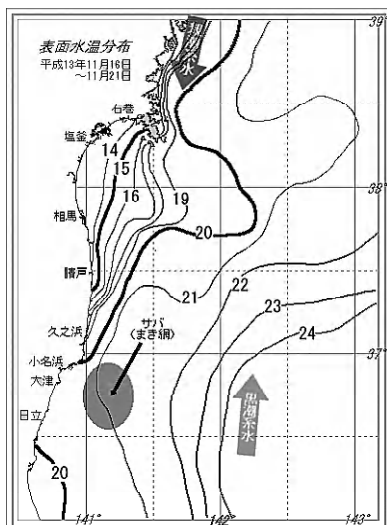 表面水温分布
平成13年11月16日
～11月21日
黒潮系水
39°
石巻
塩釜
14
15
16
19
38°
相馬
20
請戸
21
22
23
久之浜
サバ
(まき網)
24
小名浜
37°
大津
黒潮系水
日立
20
141°
142°
143°